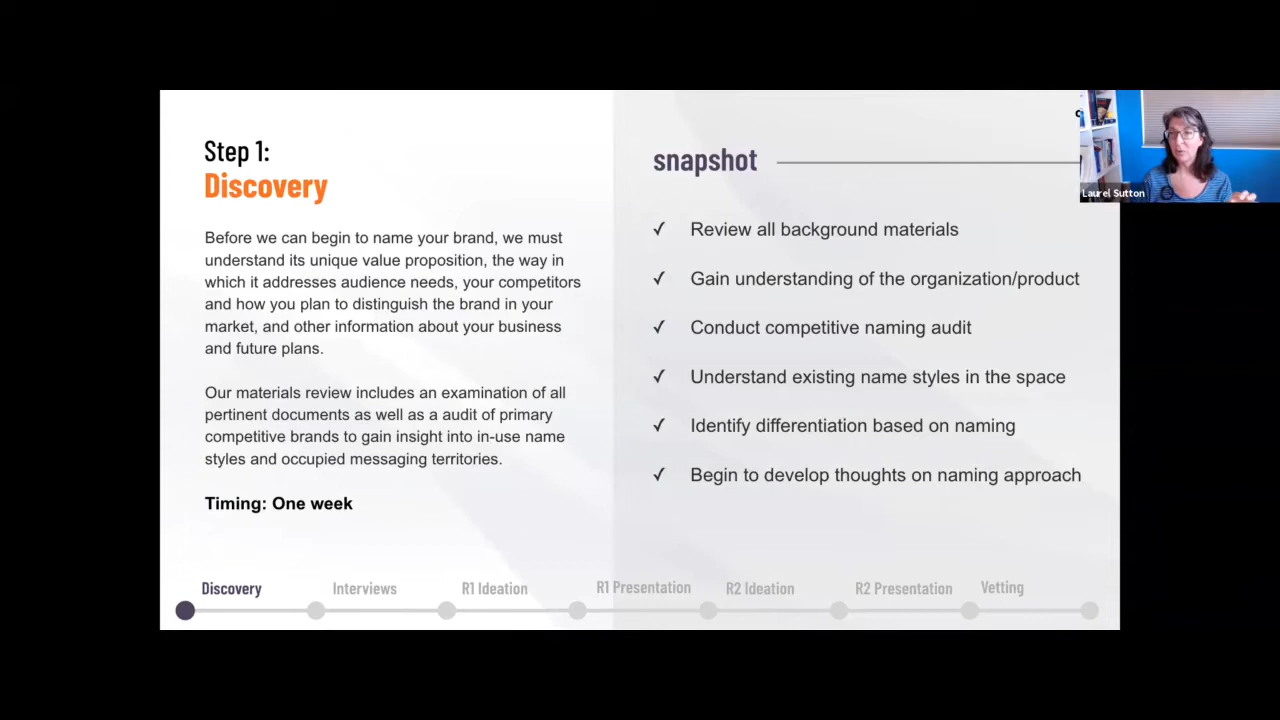 Step 1:
Discovery
Before we can begin to name your brand, we must
understand its unique value proposition, the way in
which it addresses audience needs, your competitors
and how you plan to distinguish the brand in your
market, and other information about your business
and future plans.
Our materials review includes an examination of all
pertinent documents as well as a audit of primary
competitive brands to gain insight into in-use name
styles and occupied messaging territories.
Timing: One week
snapshot
✓ Review all background materials
✓ Gain understanding of the organization/product
✓ Conduct competitive naming audit
✓ Understand existing name styles in the space
✓ Identify differentiation based on naming
✓ Begin to develop thoughts on naming approach
Laurel Sutton
Discovery
Interviews
R1 Ideation
R1 Presentation
R2 Ideation
R2 Presentation
Vetting